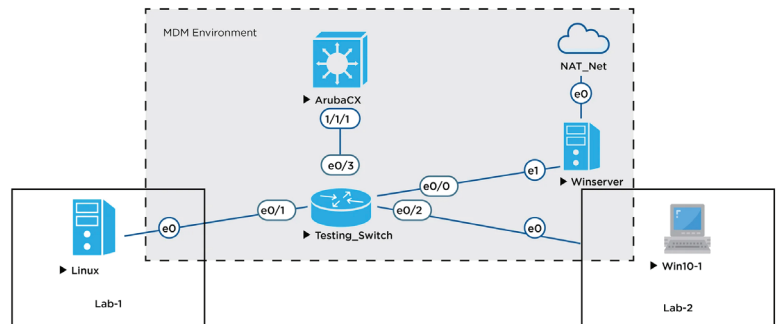 MDM Environment
NAT_Net
ArubaCX
e0
1/1/1
e0/3
e1
Winserver
e0/0
e0/1
e0/2
e0
e0
Testing_Switch
Linux
Win10-1
Lab-1
Lab-2